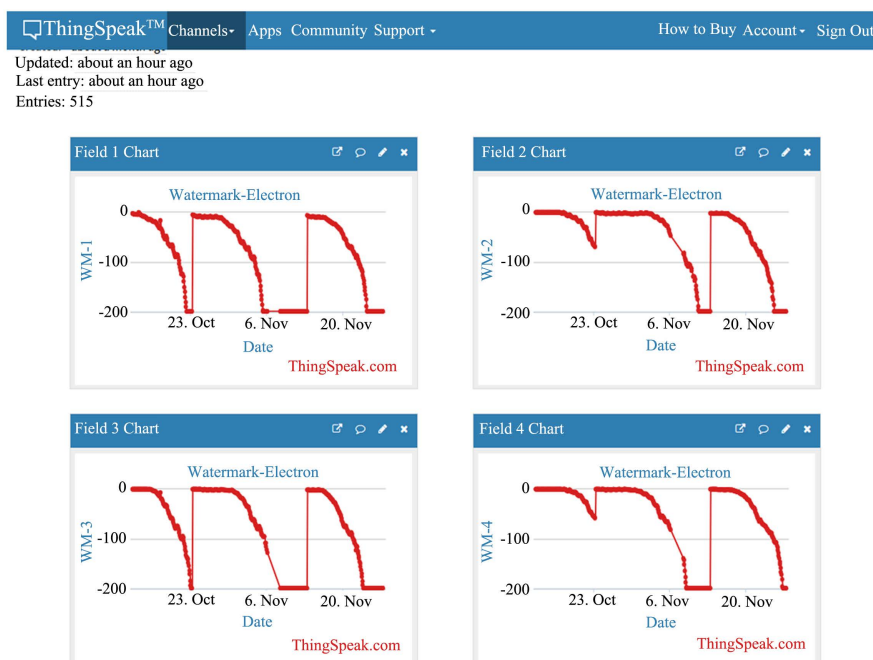 ThingSpeak™ Channels Apps Community Support How to Buy Account Sign Out
Updated: about an hour ago
Last entry: about an hour ago
Entries: 515
Field 1 Chart
Watermark-Electron
WM-1
0
-100
-200
23. Oct 6. Nov 20. Nov
Date
ThingSpeak.com
Field 2 Chart
Watermark-Electron
WM-2
0
-100
-200
23. Oct 6. Nov 20. Nov
Date
ThingSpeak.com
Field 3 Chart
Watermark-Electron
WM-3
0
-100
-200
23. Oct 6. Nov 20. Nov
Date
ThingSpeak.com
Field 4 Chart
Watermark-Electron
WM-4
0
-100
-200
23. Oct 6. Nov 20. Nov
Date
ThingSpeak.com